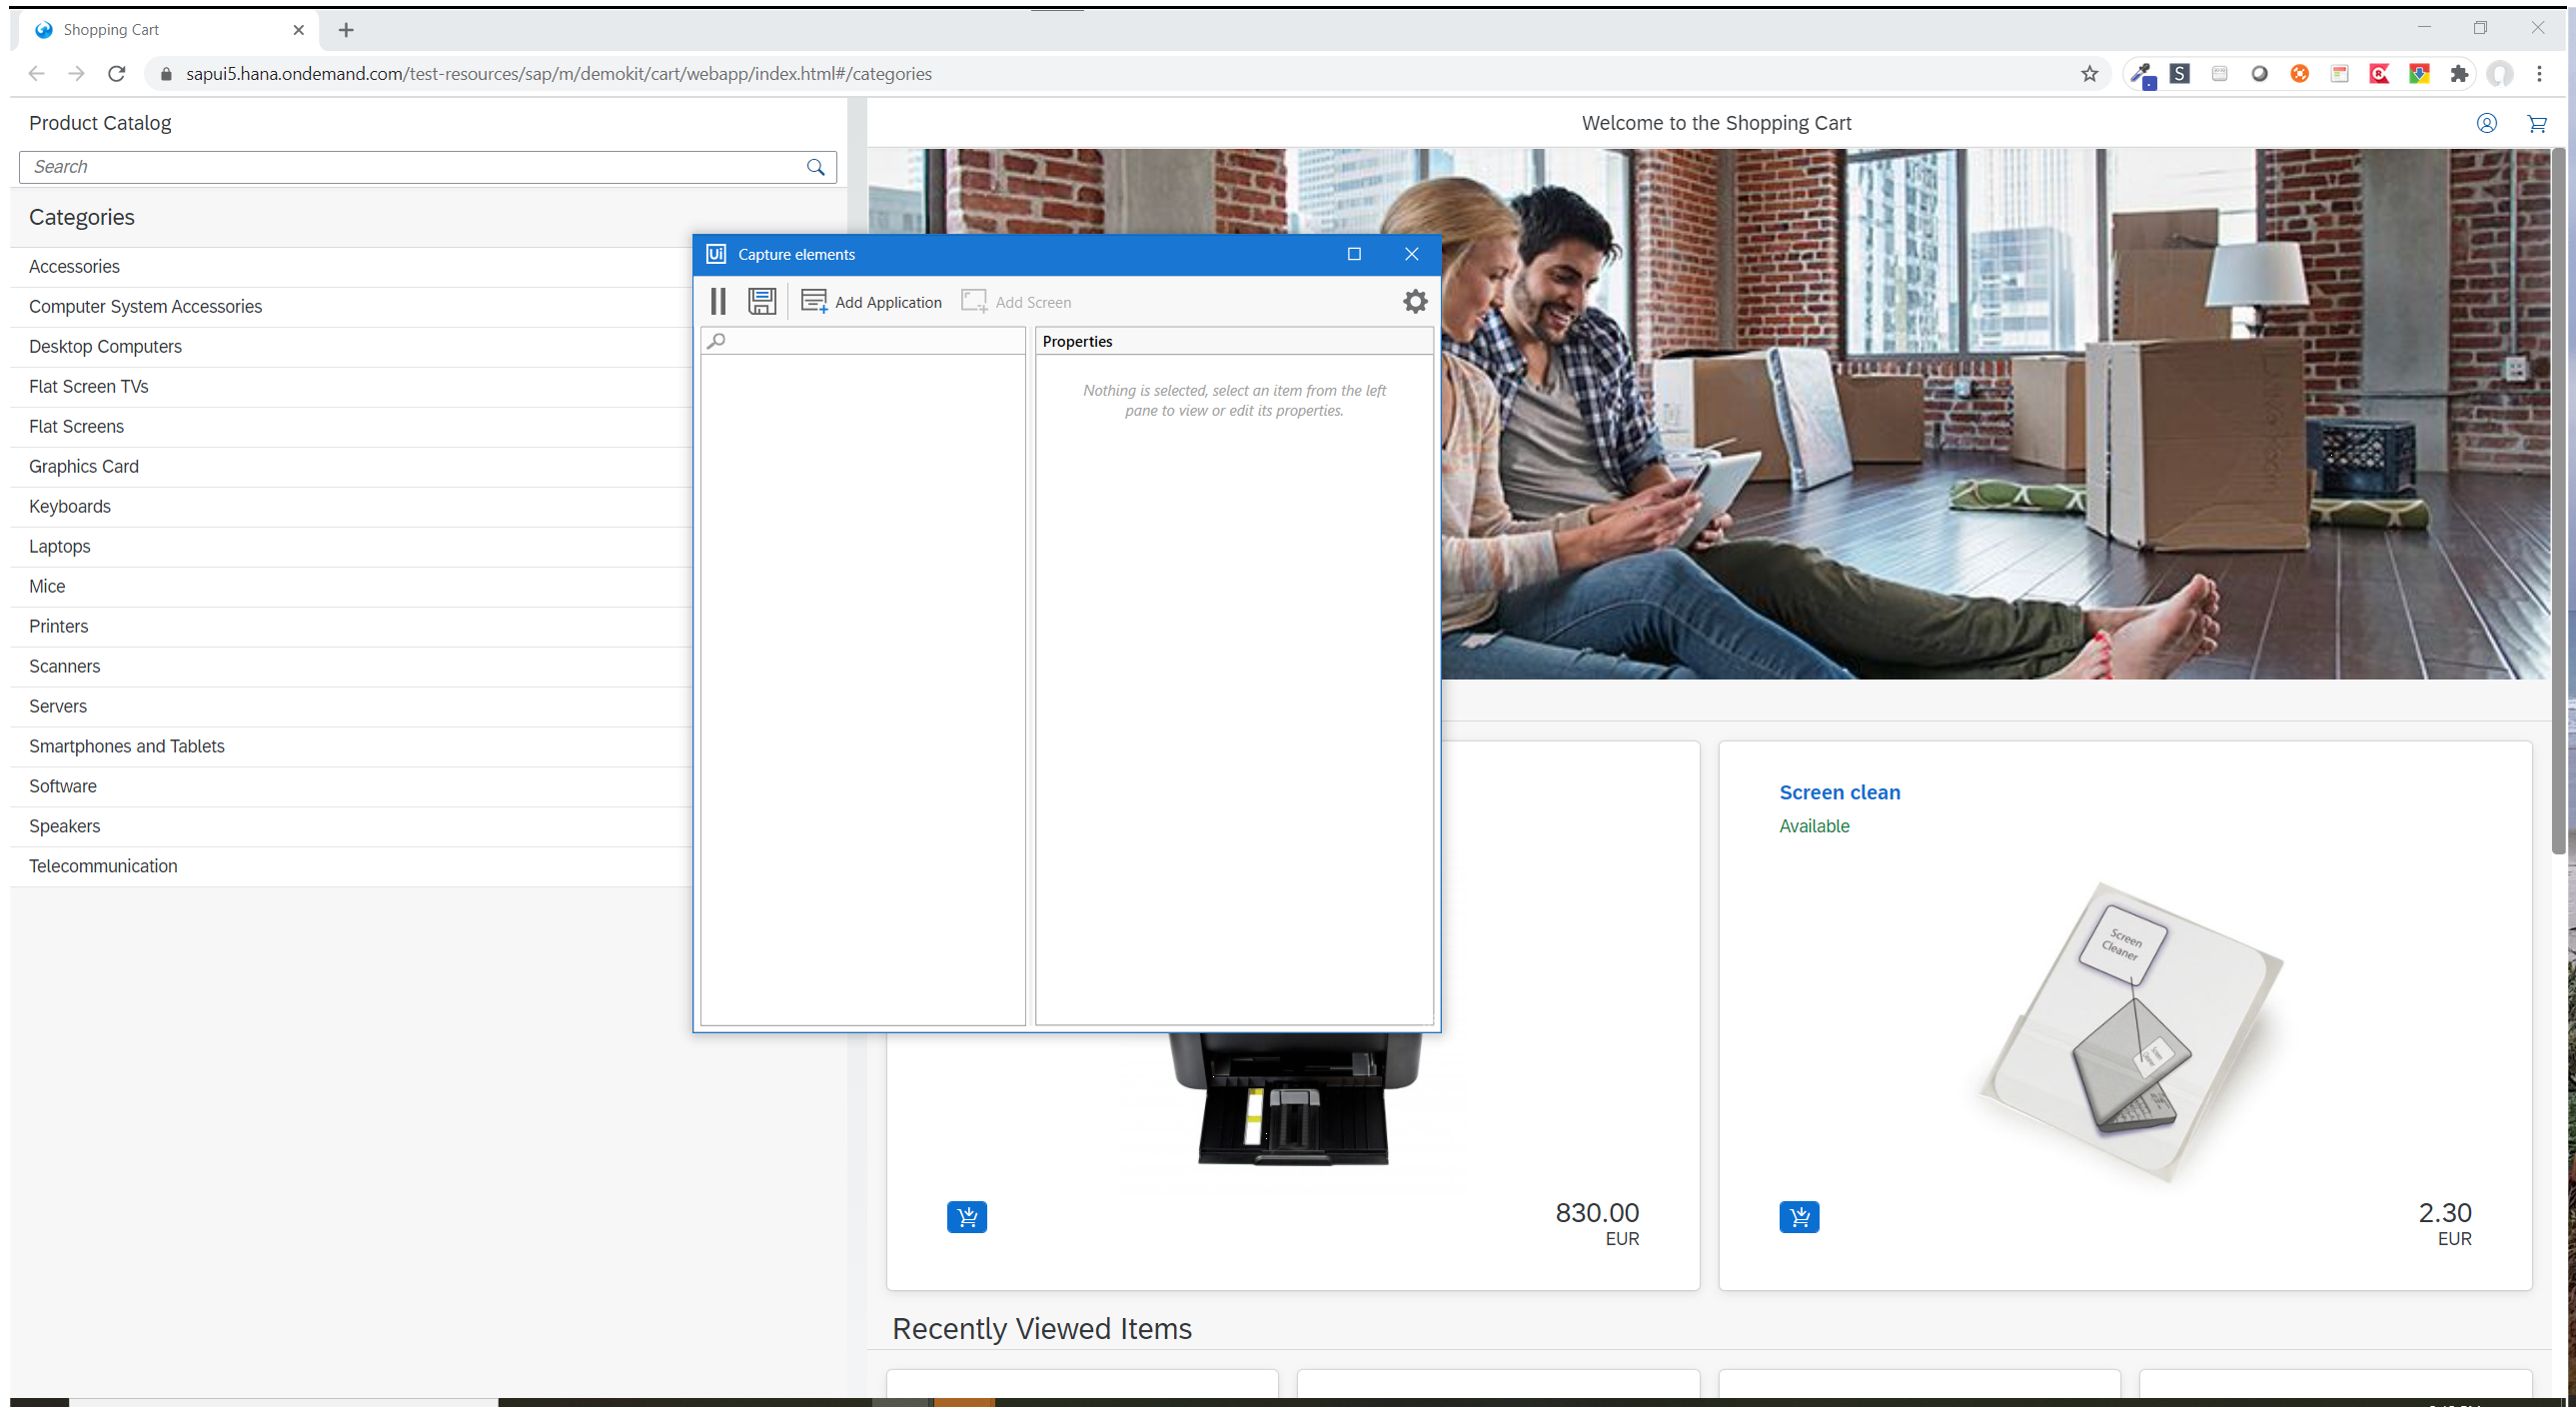 Shopping Cart
sapui5.hana.ondemand.com/test-resources/sap/m/demokit/cart/webapp/index.html#/categories
Product Catalog
Welcome to the Shopping Cart
Search
Categories
Accessories
Computer System Accessories
Desktop Computers
Flat Screen TVs
Flat Screens
Graphics Card
Keyboards
Laptops
Mice
Printers
Scanners
Servers
Smartphones and Tablets
Software
Speakers
Telecommunication
Ui Capture elements
Add Application
Add Screen
Properties
Nothing is selected, select an item from the left
pane to view or edit its properties.
Screen clean
Available
Screen
Cleaner
830.00
EUR
2.30
EUR
Recently Viewed Items